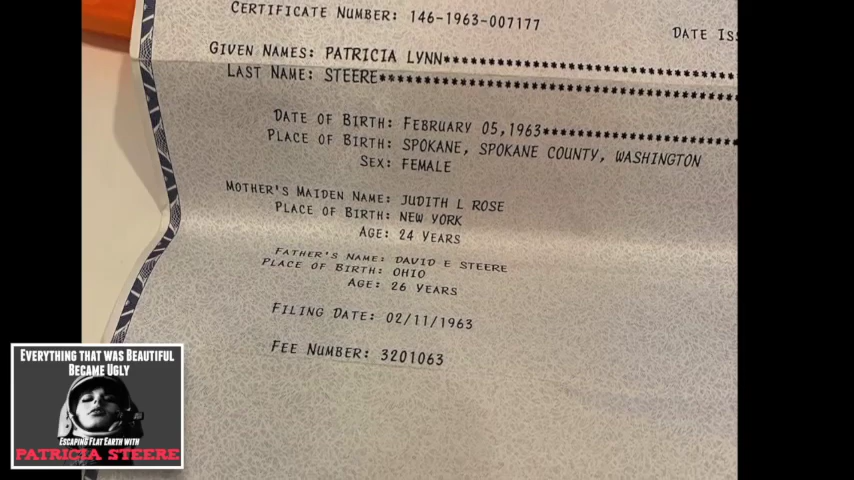 CERTIFICATE NUMBER: 146-1963-007177
DATE ISS
GIVEN NAMES: PATRICIA LYNN**********************************
LAST NAME: STEERE******************************************
DATE OF BIRTH: FEBRUARY 05,1963***********************
PLACE OF BIRTH: SPOKANE, SPOKANE COUNTY, WASHINGTON
SEX: FEMALE
MOTHER'S MAIDEN NAME: JUDITH L ROSE
PLACE OF BIRTH: NEW YORK
AGE: 24 YEARS
FATHER'S NAME: DAVID E STEERE
PLACE OF BIRTH: OHIO
AGE: 26 YEARS
FILING DATE: 02/11/1963
FEE NUMBER: 3201063
EVERYTHING THAT WAS BEAUTIFUL
BECAME UGLY
ESCAPING FLAT EARTH WITH
PATRICIA STEERE